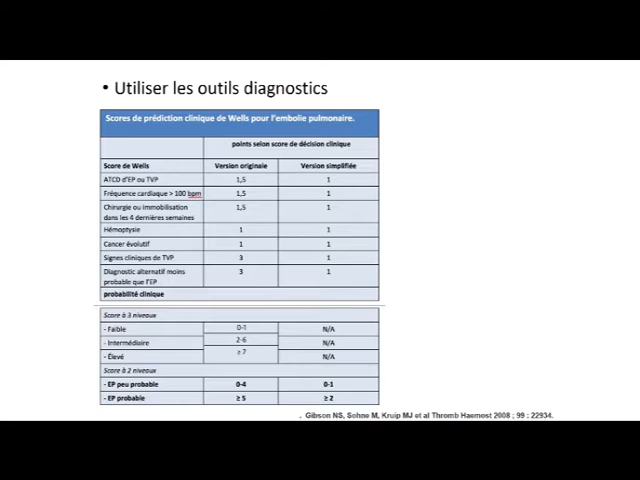 • Utiliser les outils diagnostics
Scores de prédiction clinique de Wells pour l'embolie pulmonaire.
points selon score de décision clinique
Score de Wells Version originale Version simplifiée
ATCD d'EP ou TVP 1,5 1
Fréquence cardiaque > 100 bpm 1,5 1
Chirurgie ou immobilisation 1,5 1
dans les 4 dernières semaines
Hémoptysie 1 1
Cancer évolutif 1 1
Signes cliniques de TVP 3 1
Diagnostic alternatif moins 3 1
probable que l'EP
probabilité clinique
Score à 3 niveaux
- Faible 0-1 N/A
- Intermédiaire 2-6 N/A
- Élevé ≥ 7 N/A
Score à 2 niveaux
- EP peu probable 0-4 0-1
- EP probable ≥ 5 ≥ 2
. Gibson NS, Sohne M, Kruip MJ et al Thromb Haemost 2008 ; 99 : 22934.